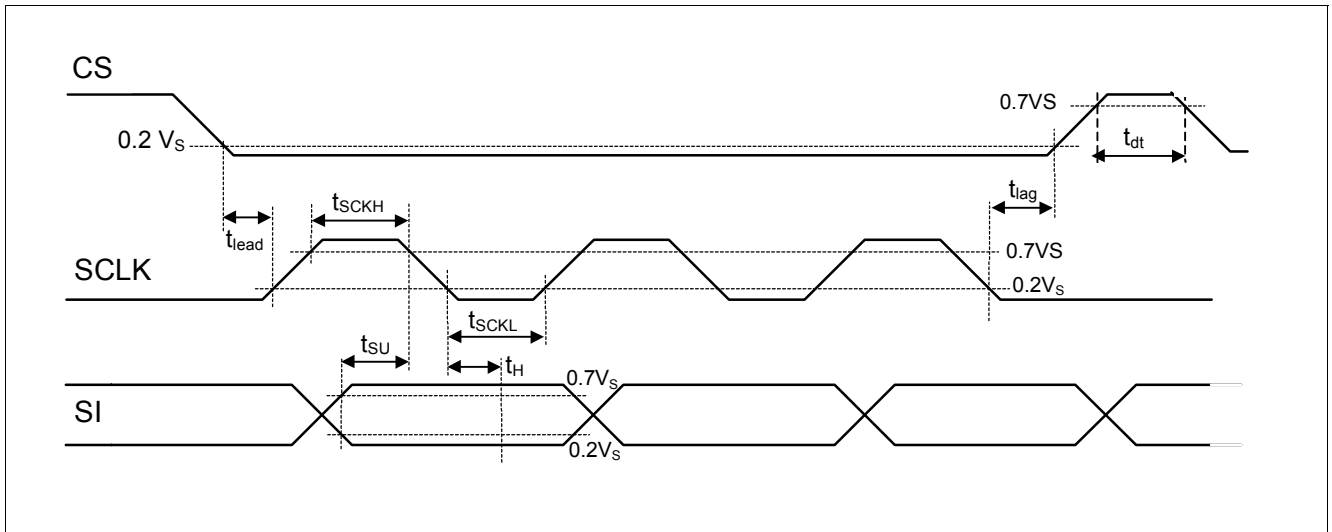 CS
0.7VS
0.2 VS
tdt
tSCKH
tlag
tlead
0.7VS
SCLK
0.2VS
tSCKL
tSU
tH
0.7VS
SI
0.2VS